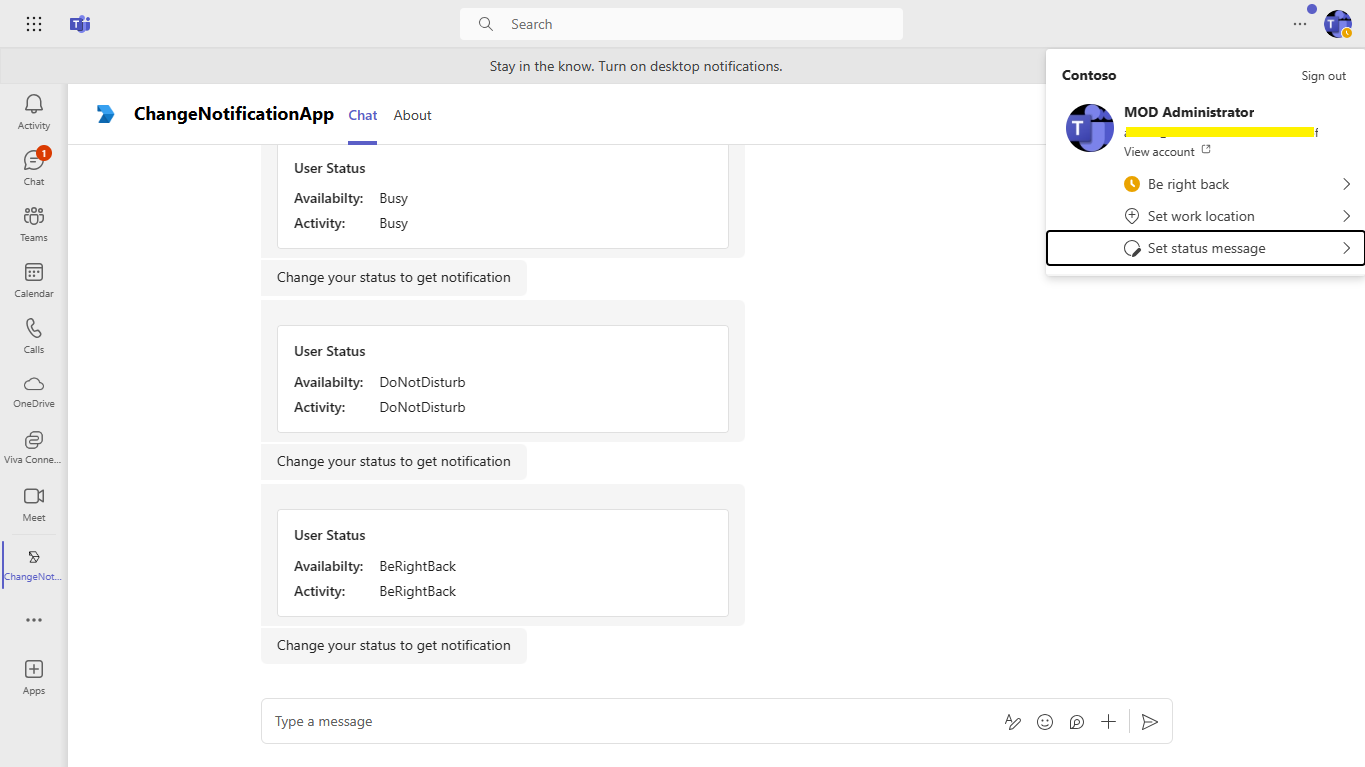 Search
Stay in the know. Turn on desktop notifications.
Contoso
Sign out
MOD Administrator
View account
Be right back
Set work location
Set status message
Activity
1
Chat
Teams
Calendar
Calls
OneDrive
Viva Conne...
Meet
ChangeNot...
Apps
ChangeNotificationApp
Chat
About
User Status
Availabilty: Busy
Activity: Busy
Change your status to get notification
User Status
Availabilty: DoNotDisturb
Activity: DoNotDisturb
Change your status to get notification
User Status
Availabilty: BeRightBack
Activity: BeRightBack
Change your status to get notification
Type a message